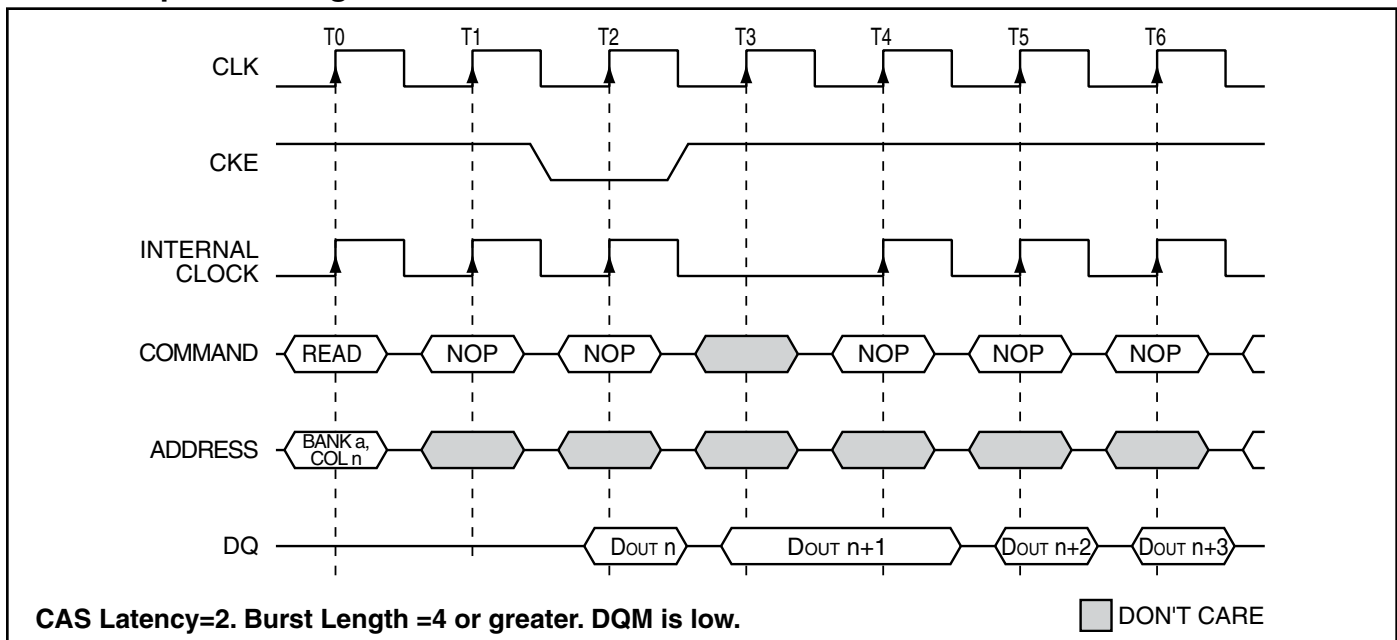 T0 T1 T2 T3 T4 T5 T6
CLK
CKE
INTERNAL
CLOCK
COMMAND READ NOP NOP NOP NOP NOP
ADDRESS BANK a,
COL n
DQ DOUT n DOUT n+1 DOUT n+2 DOUT n+3
CAS Latency=2. Burst Length =4 or greater. DQM is low. DON'T CARE